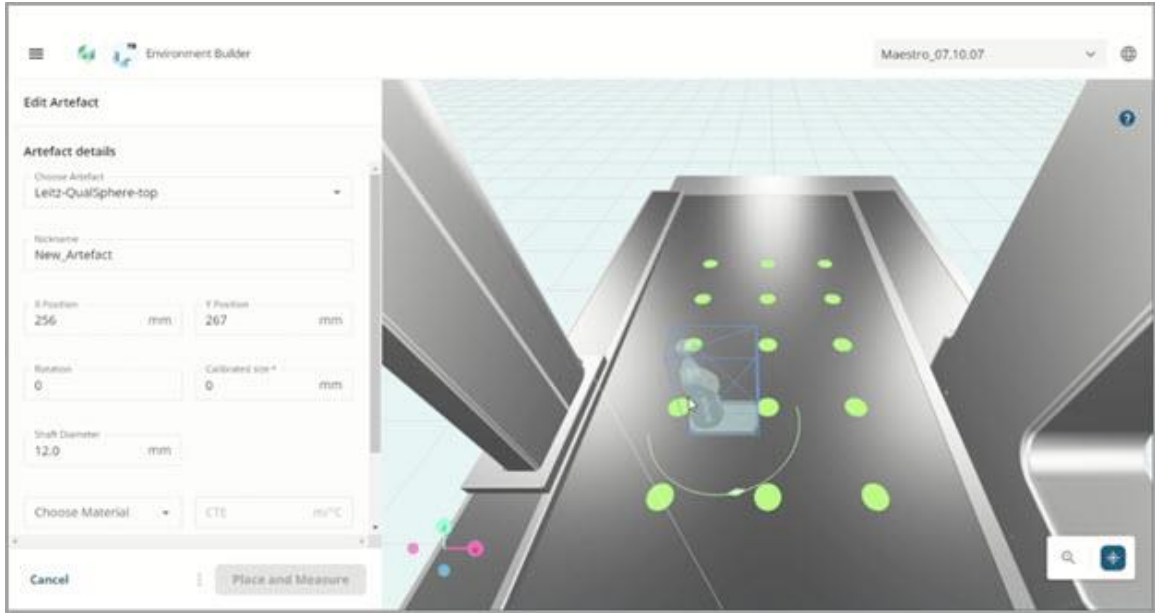 Environment Builder
Maestro_07.10.07
Edit Artefact
Artefact details
Choose Artefact
Leitz-QualSphere-top
Nickname
New_Artefact
X Position
256 mm
Y Position
267 mm
Rotation
0
Calibrated size *
0 mm
Shaft Diameter
12.0 mm
Choose Material
CTE m/°C
Cancel
Place and Measure
?